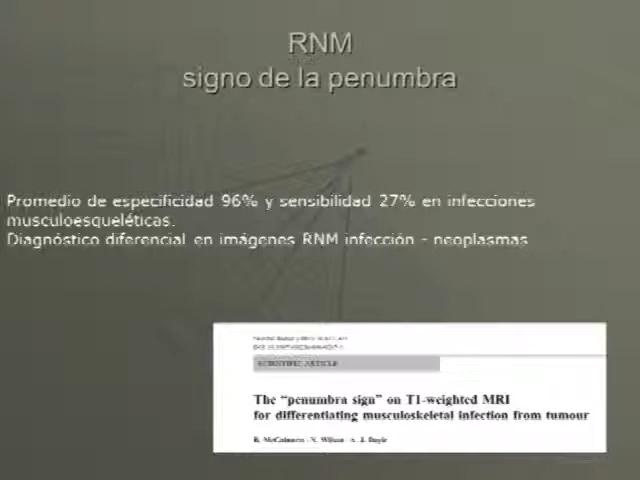 RNM
signo de la penumbra
Promedio de especificidad 96% y sensibilidad 27% en infecciones
musculoesqueléticas.
Diagnóstico diferencial en imágenes RNM infección - neoplasmas
SCIENTIFIC ARTICLE
The “penumbra sign” on T1-weighted MRI
for differentiating musculoskeletal infection from tumour